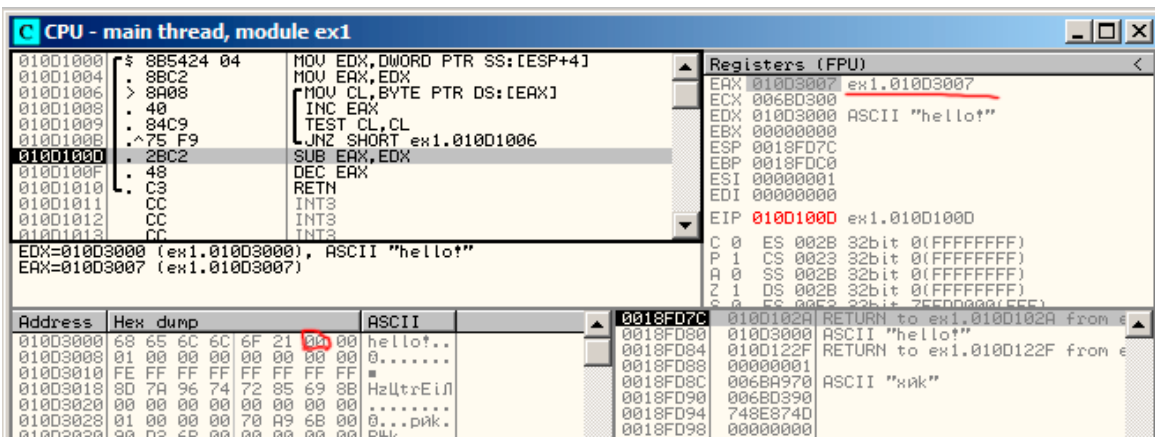 C CPU - main thread, module ex1
010D1000 $ 8B5424 04 MOV EDX,DWORD PTR SS:[ESP+4]
010D1004 . 8BC2 MOV EAX,EDX
010D1006 > 8A08 MOV CL,BYTE PTR DS:[EAX]
010D1008 . 40 INC EAX
010D1009 . 84C9 TEST CL,CL
010D100B .^75 F9 JNZ SHORT ex1.010D1006
010D100D . 2BC2 SUB EAX,EDX
010D100F . 48 DEC EAX
010D1010 . C3 RETN
010D1011 CC INT3
010D1012 CC INT3
010D1013 CC INT3
EDX=010D3000 (ex1.010D3000), ASCII "hello!"
EAX=010D3007 (ex1.010D3007)
Registers (FPU) <
EAX 010D3007 ex1.010D3007
ECX 006BD300
EDX 010D3000 ASCII "hello!"
EBX 00000000
ESP 0018FD7C
EBP 0018FDC0
ESI 00000001
EDI 00000000
EIP 010D100D ex1.010D100D
C 0 ES 002B 32bit 0(FFFFFFFF)
P 1 CS 0023 32bit 0(FFFFFFFF)
A 0 SS 002B 32bit 0(FFFFFFFF)
Z 1 DS 002B 32bit 0(FFFFFFFF)
Address Hex dump ASCII
010D3000 68 65 6C 6C 6F 21 00 00 hello!..
010D3008 01 00 00 00 00 00 00 00
010D3010 FE FF FF FF FF FF FF FF
010D3018 8D 7A 96 74 72 85 69 8B НzЦtrЕiЛ
010D3020 00 00 00 00 00 00 00 00 ........
010D3028 01 00 00 00 70 A9 6B 00
0018FD7C 010D102A RETURN to ex1.010D102A from
0018FD80 010D3000 ASCII "hello!"
0018FD84 010D122F RETURN to ex1.010D122F from
0018FD88 00000001
0018FD8C 006BA970 ASCII "xйk"
0018FD90 006BD390
0018FD94 748E874D
0018FD98 00000000